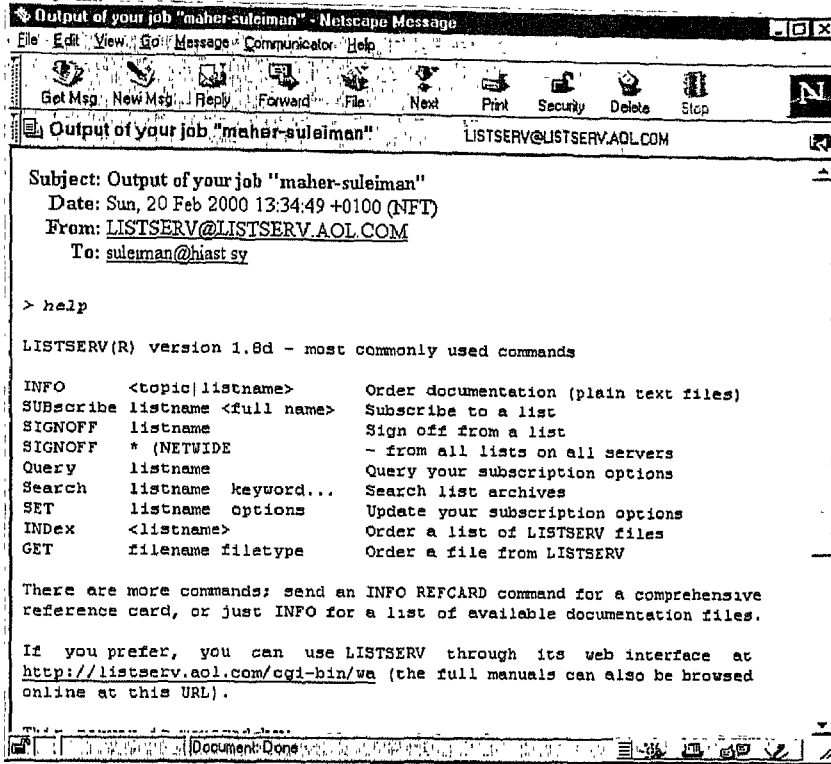 Output of your job "maher-suleiman" - Netscape Message
File Edit View Go Message Communicator Help
Get Msg New Msg Reply Forward File Next Print Security Delete Stop
N
Output of your job "maher-suleiman" LISTSERV@LISTSERV.AOL.COM
Subject: Output of your job "maher-suleiman"
Date: Sun, 20 Feb 2000 13:34:49 +0100 (NFT)
From: LISTSERV@LISTSERV.AOL.COM
To: suleiman@hiast sy
> help
LISTSERV(R) version 1.8d - most commonly used commands
INFO <topic|listname> Order documentation (plain text files)
SUBscribe listname <full name> Subscribe to a list
SIGNOFF listname Sign off from a list
SIGNOFF * (NETWIDE - from all lists on all servers
Query listname Query your subscription options
Search listname keyword... Search list archives
SET listname options Update your subscription options
INDex <listname> Order a list of LISTSERV files
GET filename filetype Order a file from LISTSERV
There are more commands; send an INFO REFCARD command for a comprehensive
reference card, or just INFO for a list of available documentation files.
If you prefer, you can use LISTSERV through its web interface at
http://listserv.aol.com/cgi-bin/wa (the full manuals can also be browsed
online at this URL).
Document: Done